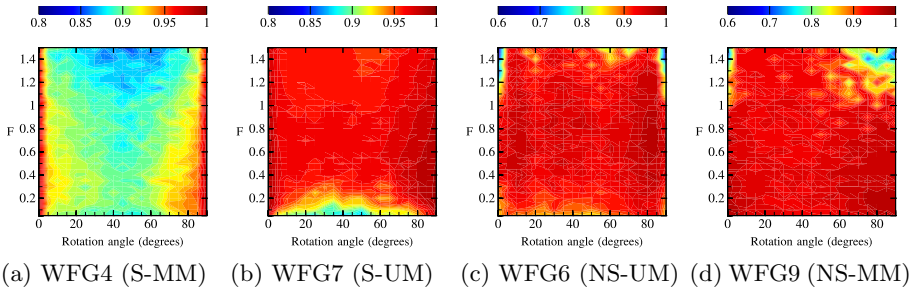 0.8 0.85 0.9 0.95 1
0.8 0.85 0.9 0.95 1
0.6 0.7 0.8 0.9 1
0.6 0.7 0.8 0.9 1
1.4 1.4 1.4 1.4
1.2 1.2 1.2 1.2
1 1 1 1
F 0.8 F 0.8 F 0.8 F 0.8
0.6 0.6 0.6 0.6
0.4 0.4 0.4 0.4
0.2 0.2 0.2 0.2
0 20 40 60 80 0 20 40 60 80 0 20 40 60 80 0 20 40 60 80
Rotation angle (degrees) Rotation angle (degrees) Rotation angle (degrees) Rotation angle (degrees)
(a) WFG4 (S-MM) (b) WFG7 (S-UM) (c) WFG6 (NS-UM) (d) WFG9 (NS-MM)